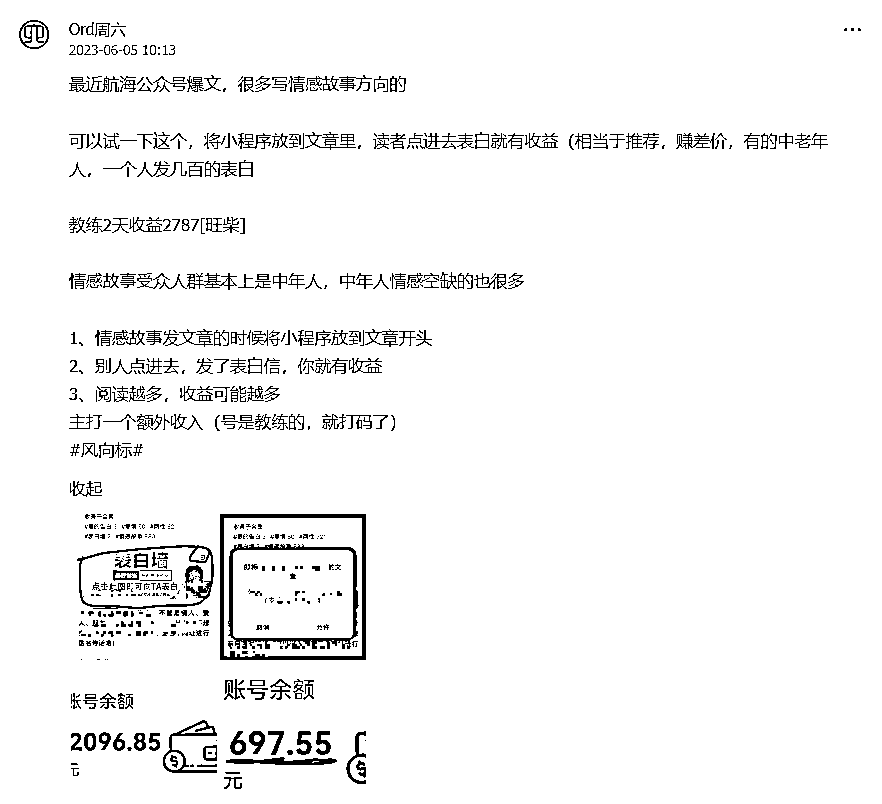 Ord周六
2023-06-05 10:13
最近航海公众号爆文，很多写情感故事方向的
可以试一下这个，将小程序放到文章里，读者点进去表白就有收益（相当于推荐，赚差价，有的中老年
人，一个人发几百的表白
教练2天收益2787[旺柴]
情感故事受众人群基本上是中年人，中年人情感空缺的也很多
1、情感故事发文章的时候将小程序放到文章开头
2、别人点进去，发了表白信，你就有收益
3、阅读越多，收益可能越多
主打一个额外收入（号是教练的，就打码了）
#风向标#
收起
表白墙
点击此图即可向TA表白
取消
允许
账号余额
2096.85
元
账号余额
697.55
元